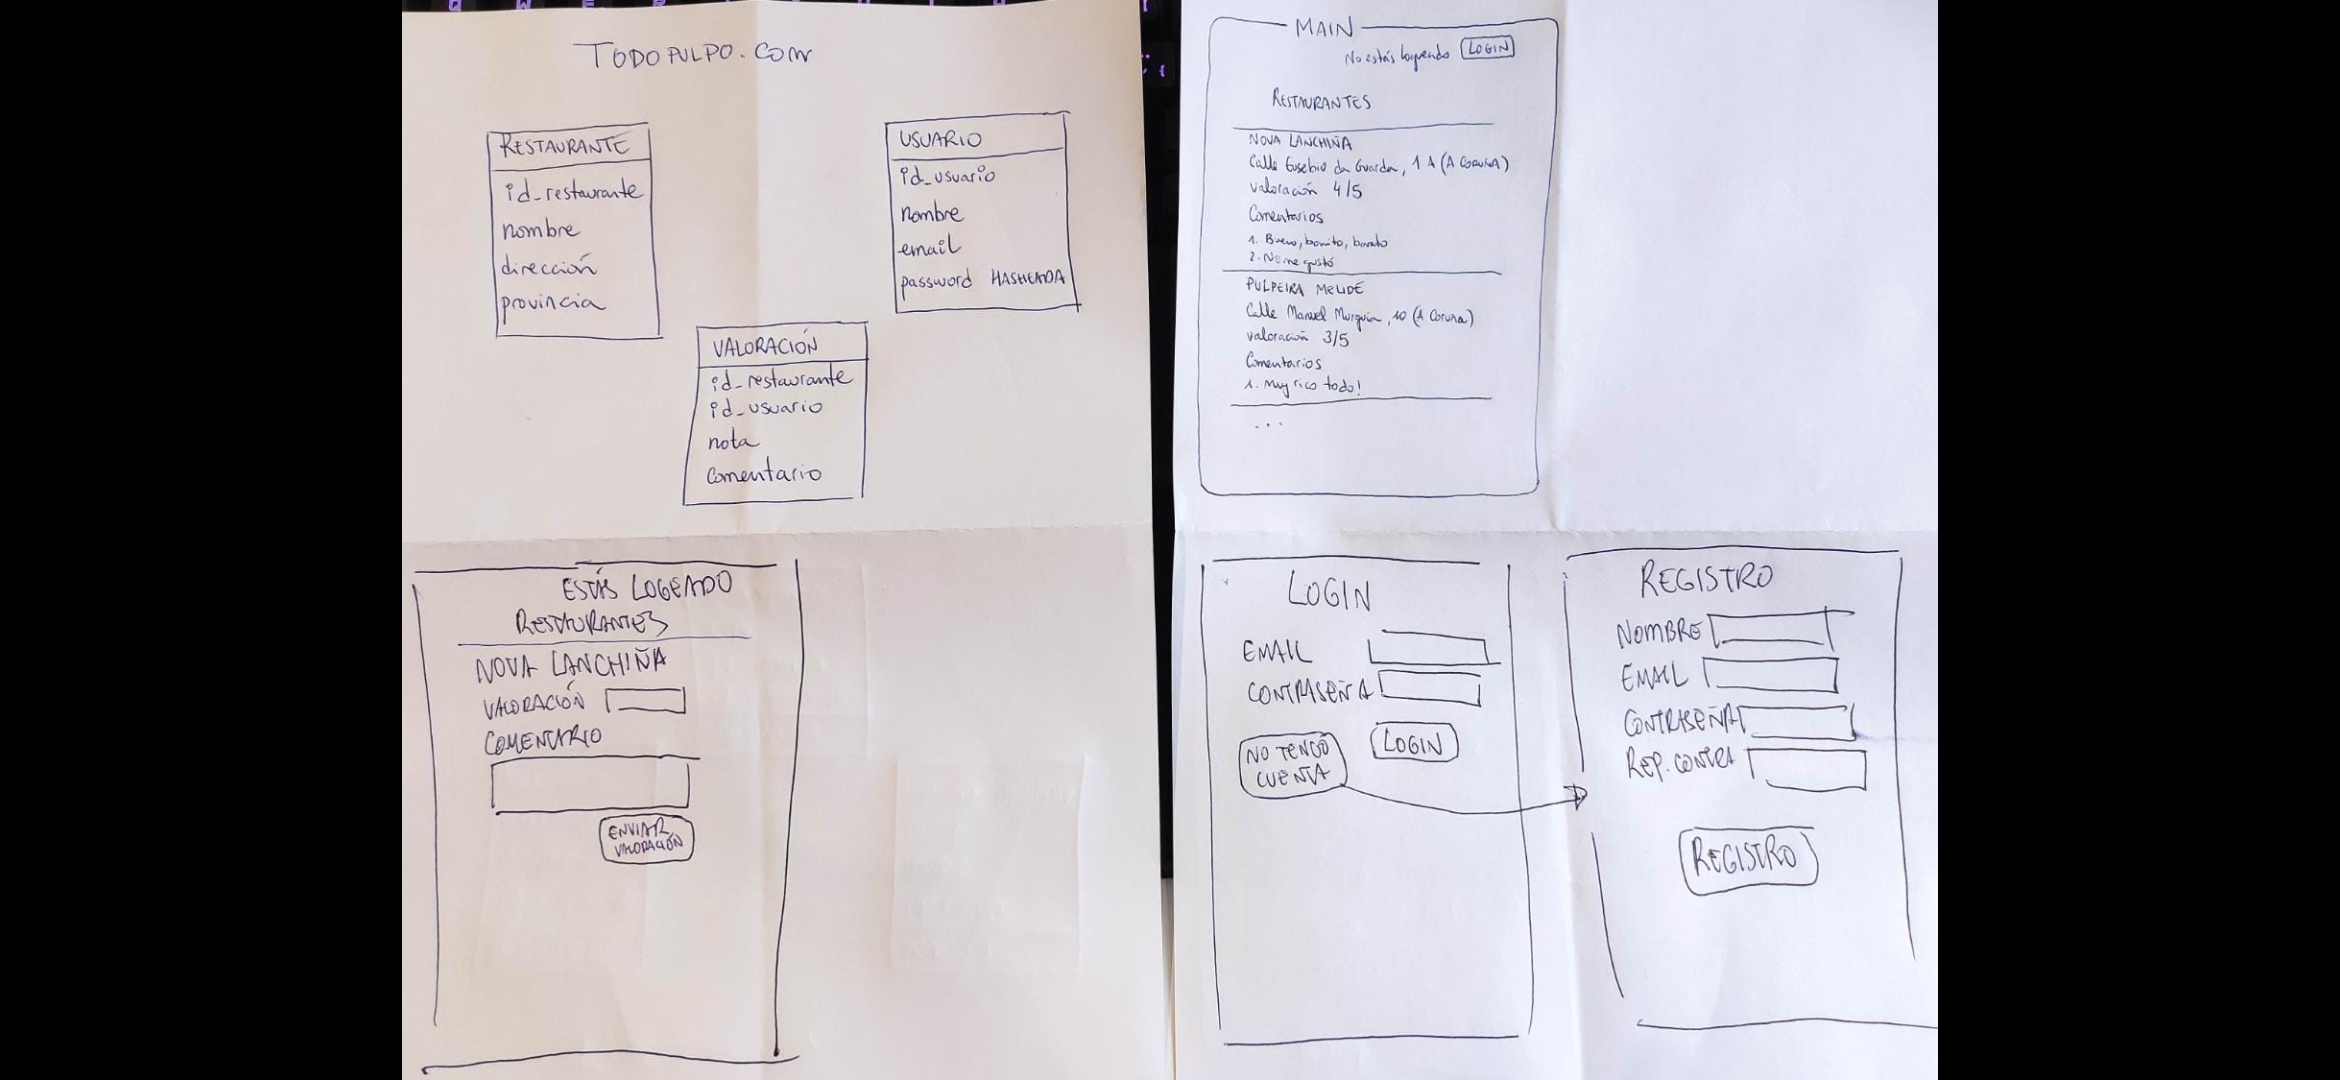 TODOPULPO.COM
RESTAURANTE
id_restaurante
nombre
dirección
provincia
USUARIO
id_usuario
nombre
email
password HASHEADA
VALORACIÓN
id_restaurante
id_usuario
nota
comentario
MAIN
No estás logeado LOGIN
RESTAURANTES
NOVA LANCHIÑA
Calle Eusebio da Guarda, 1 A (A CORUÑA)
valoración 4/5
Comentarios
1. Bueno, bonito, barato
2. No me gustó
PULPEIRA MELIDE
Calle Manuel Murguía, 10 (A Coruña)
valoración 3/5
Comentarios
1. Muy rico todo!
...
ESTÁS LOGEADO
RESTAURANTES
NOVA LANCHIÑA
VALORACIÓN
COMENTARIO
ENVIAR
VALORACIÓN
LOGIN
EMAIL
CONTRASEÑA
LOGIN
NO TENGO
CUENTA
REGISTRO
NOMBRE
EMAIL
CONTRASEÑA
REP. CONTRA
REGISTRO